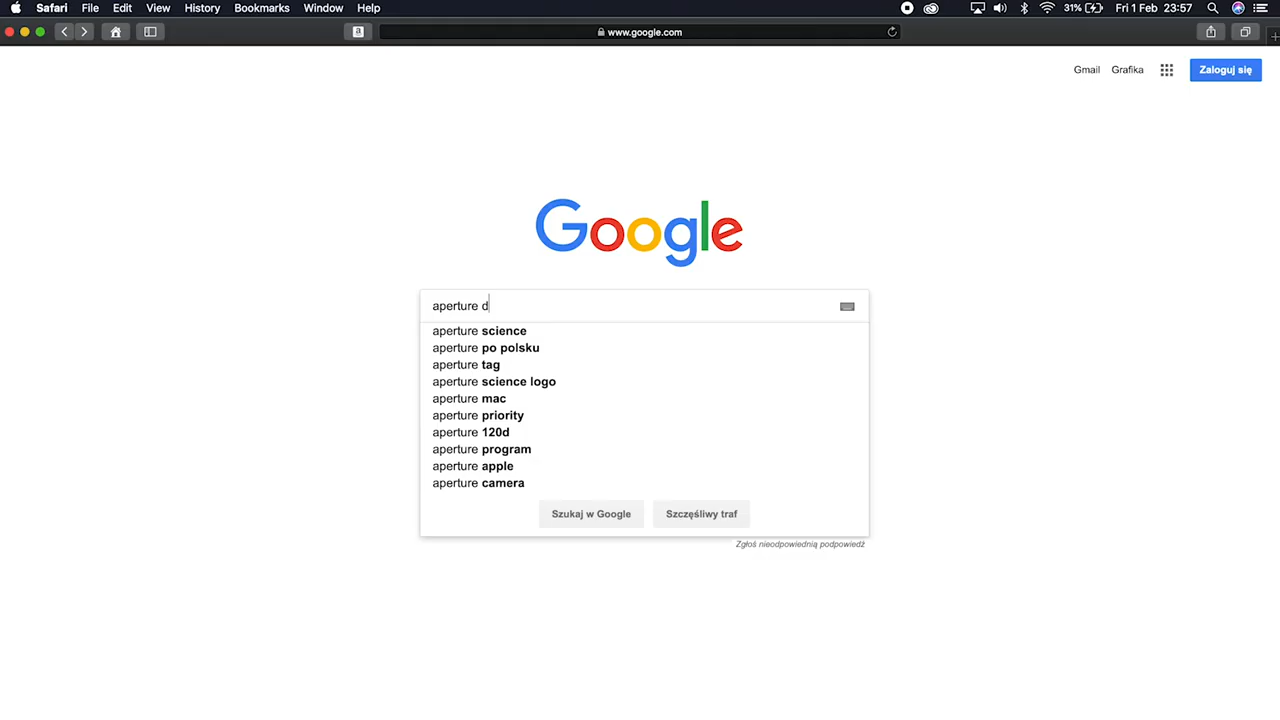 Safari File Edit View History Bookmarks Window Help 31% Fri 1 Feb 23:57
a www.google.com
Gmail Grafika Zaloguj się
Google
aperture d
aperture science
aperture po polsku
aperture tag
aperture science logo
aperture mac
aperture priority
aperture 120d
aperture program
aperture apple
aperture camera
Szukaj w Google Szczęśliwy traf
Zgłoś nieodpowiednią podpowiedź